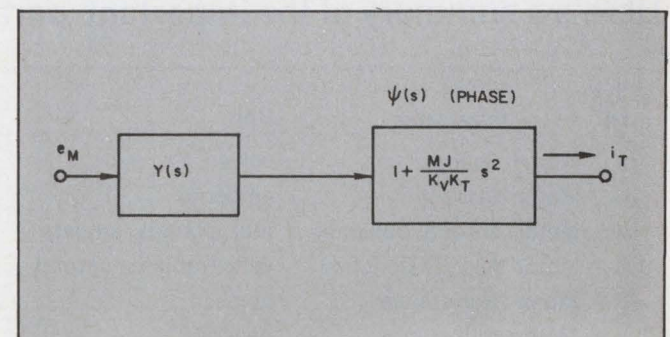 ψ(s) (PHASE)
e_M
Y(s)
1 + MJ/(K_V K_T) s²
i_T